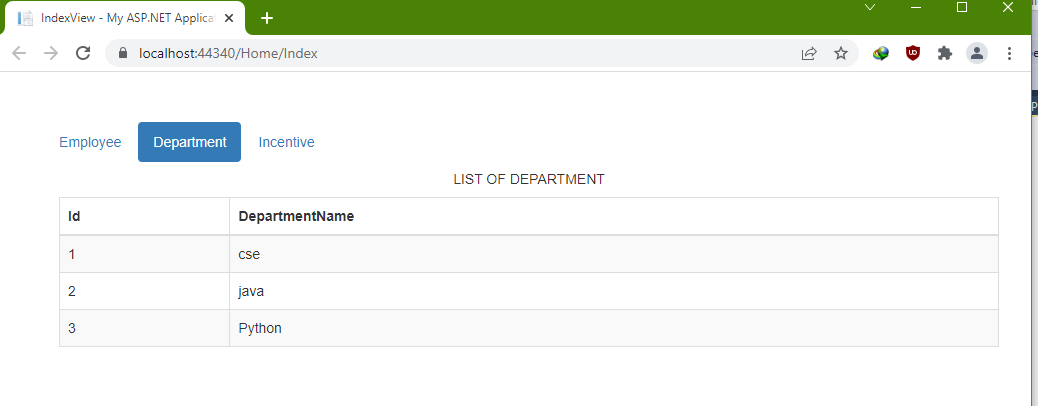 IndexView - My ASP.NET Applica
localhost:44340/Home/Index
Employee Department Incentive
LIST OF DEPARTMENT
Id DepartmentName
1 cse
2 java
3 Python